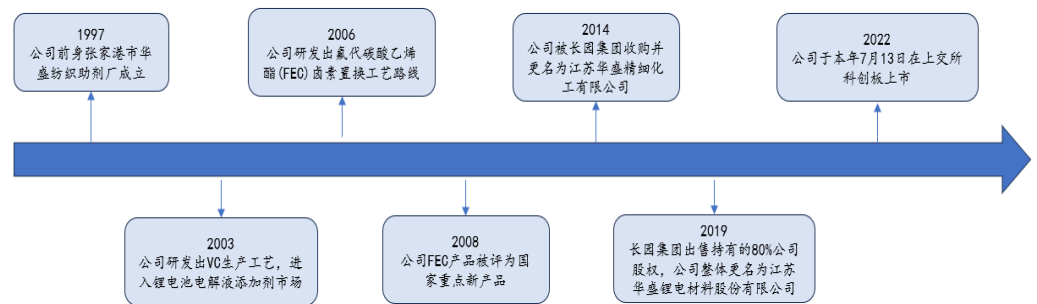 1997
公司前身张家港市华
盛纺织助剂厂成立
2006
公司研发出氟代碳酸乙烯
酯(FEC)卤素置换工艺路线
2014
公司被长园集团收购并
更名为江苏华盛精细化
工有限公司
2022
公司于本年7月13日在上交所
科创板上市
2003
公司研发出VC生产工艺，进
入锂电池电解液添加剂市场
2008
公司FEC产品被评为国
家重点新产品
2019
长园集团出售持有的80%公司
股权，公司整体更名为江苏
华盛锂电材料股份有限公司